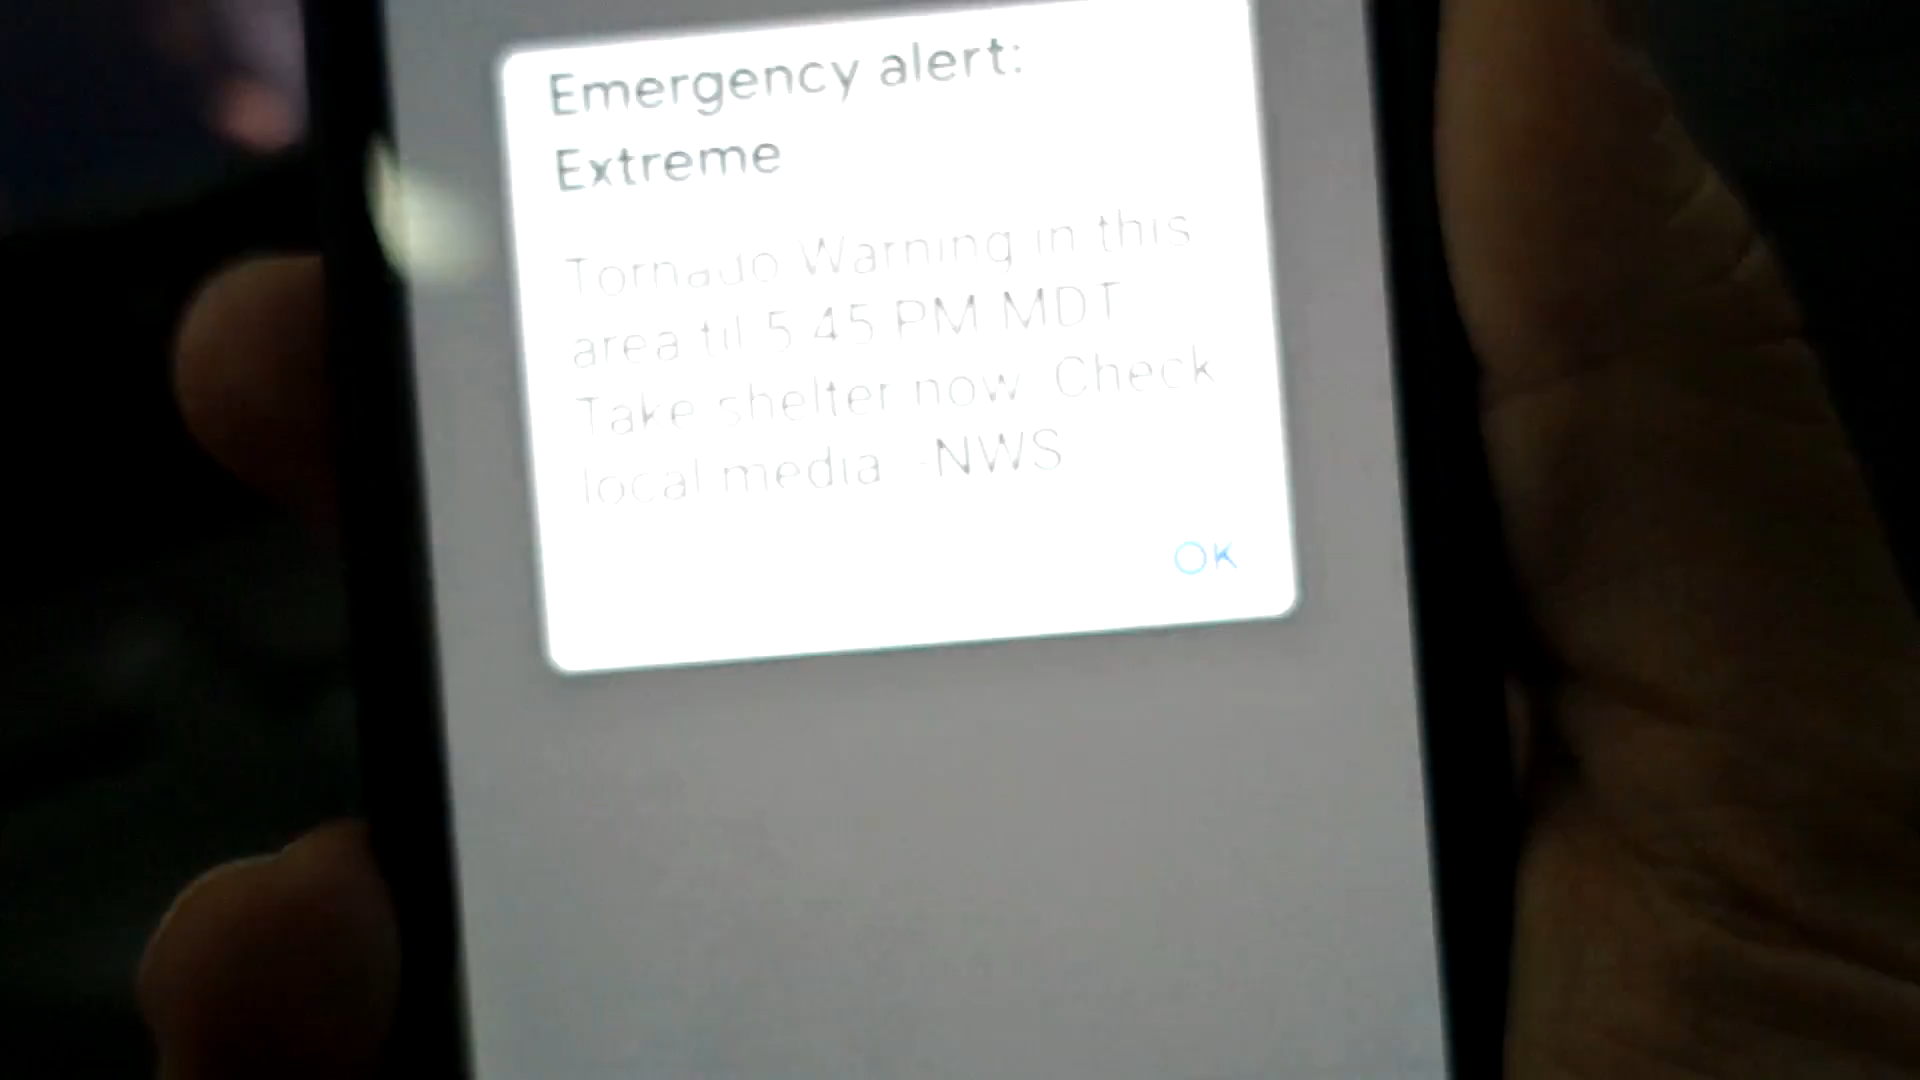 Emergency alert:
Extreme
Tornado Warning in this
area til 5 45 PM MDT
Take shelter now Check
local media -NWS
OK